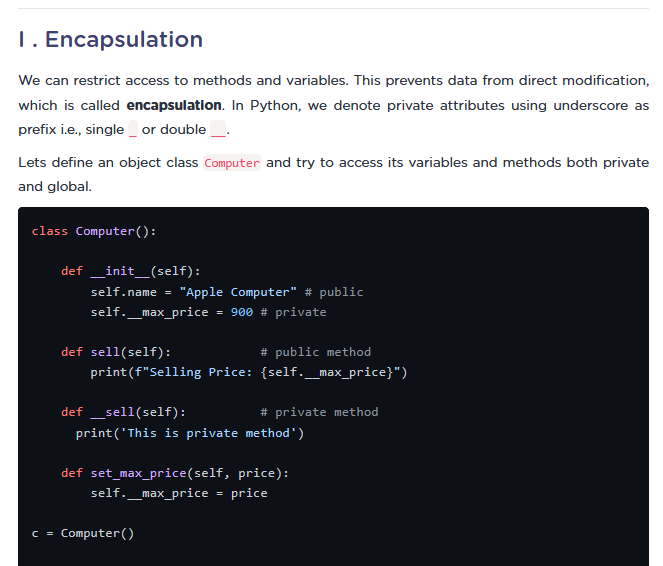 I . Encapsulation
We can restrict access to methods and variables. This prevents data from direct modification,
which is called encapsulation. In Python, we denote private attributes using underscore as
prefix i.e., single _ or double __.
Lets define an object class Computer and try to access its variables and methods both private
and global.
class Computer():
    def __init__(self):
        self.name = "Apple Computer" # public
        self.__max_price = 900 # private
    def sell(self):            # public method
        print(f"Selling Price: {self.__max_price}")
    def __sell(self):          # private method
      print('This is private method')
    def set_max_price(self, price):
        self.__max_price = price
c = Computer()